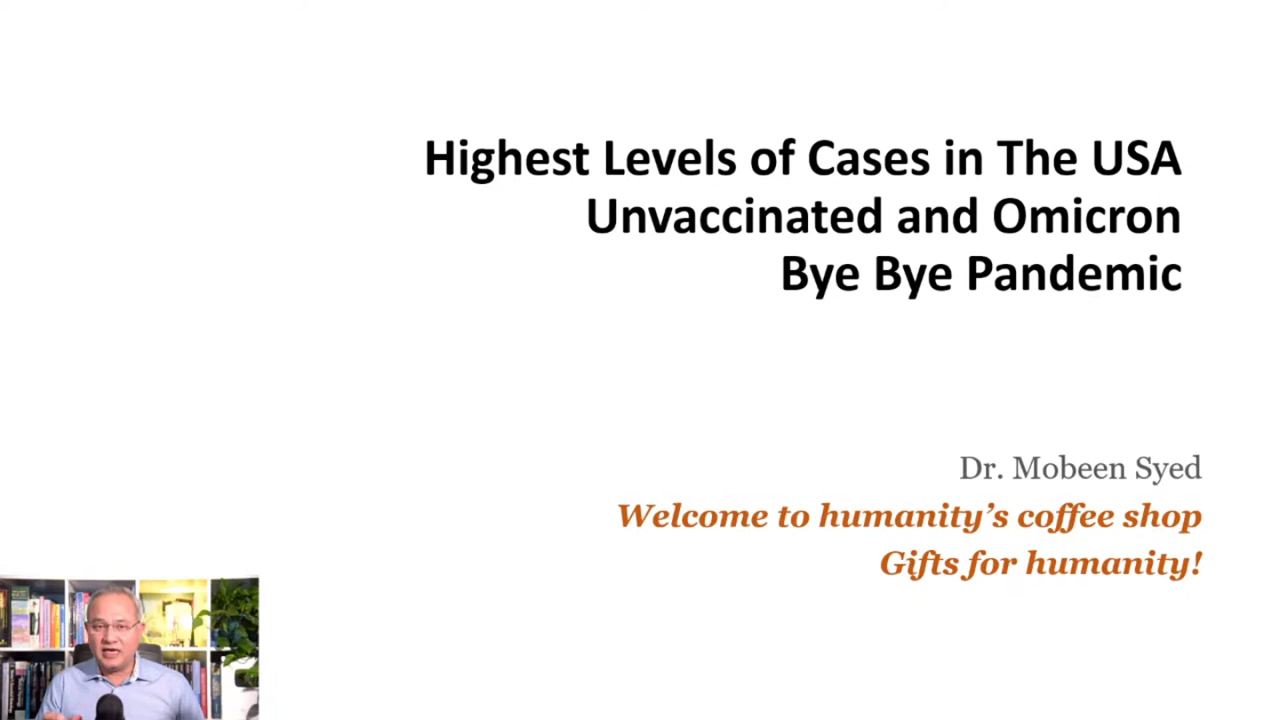 Highest Levels of Cases in The USA
Unvaccinated and Omicron
Bye Bye Pandemic
Dr. Mobeen Syed
Welcome to humanity’s coffee shop
Gifts for humanity!